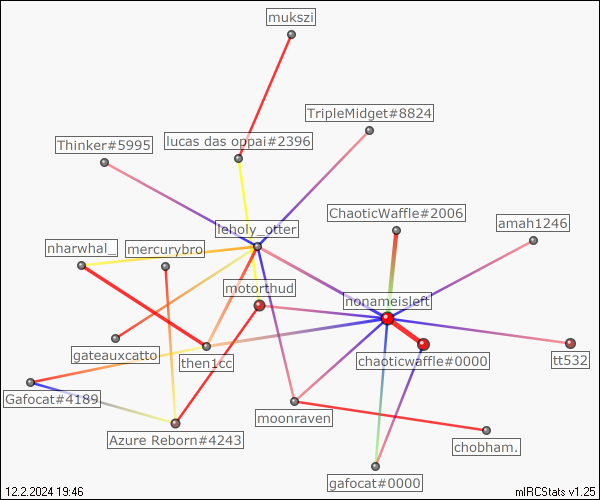 mukszi
TripleMidget#8824
lucas das oppai#2396
Thinker#5995
ChaoticWaffle#2006
amah1246
leholy_otter
nharwhal_
mercurybro
motorthud
nonameisleft
gateauxcatto
then1cc
chaoticwaffle#0000
tt532
Gafocat#4189
moonraven
Azure Reborn#4243
chobham.
gafocat#0000
12.2.2024 19:46
mIRCStats v1.25